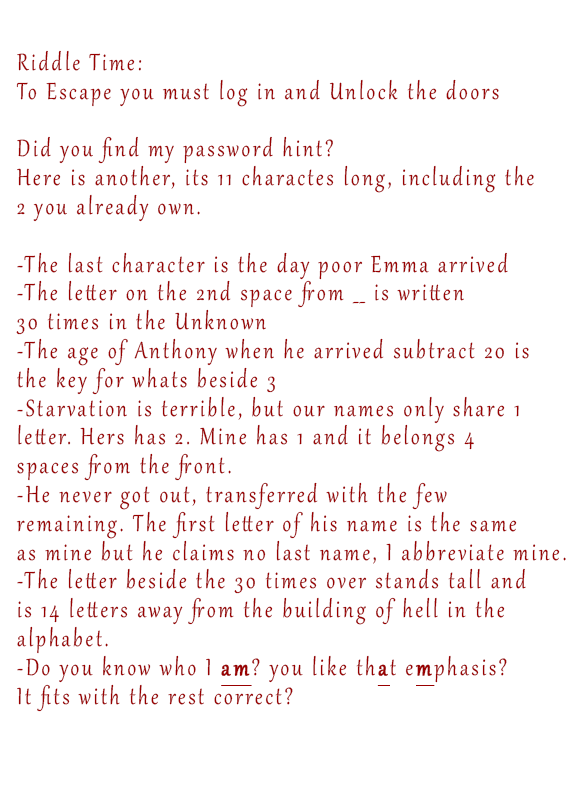 Riddle Time:
To Escape you must log in and Unlock the doors
Did you find my password hint?
Here is another, its 11 charactes long, including the
2 you already own.
-The last character is the day poor Emma arrived
-The letter on the 2nd space from __ is written
30 times in the Unknown
-The age of Anthony when he arrived subtract 20 is
the key for whats beside 3
-Starvation is terrible, but our names only share 1
letter. Hers has 2. Mine has 1 and it belongs 4
spaces from the front.
-He never got out, transferred with the few
remaining. The first letter of his name is the same
as mine but he claims no last name, I abbreviate mine.
-The letter beside the 30 times over stands tall and
is 14 letters away from the building of hell in the
alphabet.
-Do you know who I am? you like that emphasis?
It fits with the rest correct?